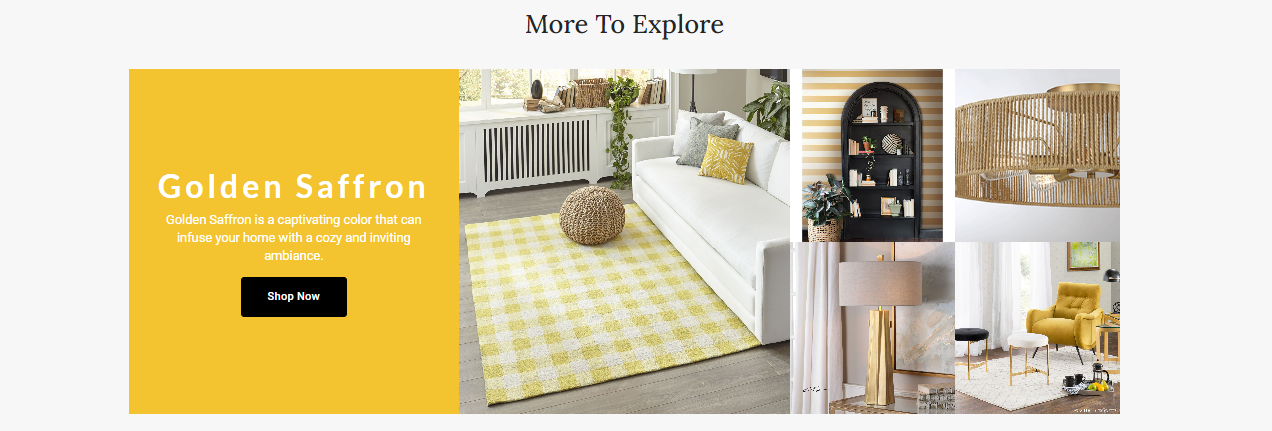 More To Explore
Golden Saffron
Golden Saffron is a captivating color that can
infuse your home with a cozy and inviting
ambiance.
Shop Now